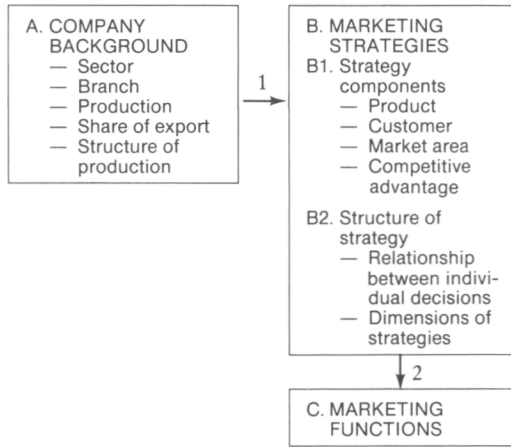 A. COMPANY
BACKGROUND
— Sector
— Branch
— Production
— Share of export
— Structure of
production
1
B. MARKETING
STRATEGIES
B1. Strategy
components
— Product
— Customer
— Market area
— Competitive
advantage
B2. Structure of
strategy
— Relationship
between indivi-
dual decisions
— Dimensions of
strategies
2
C. MARKETING
FUNCTIONS